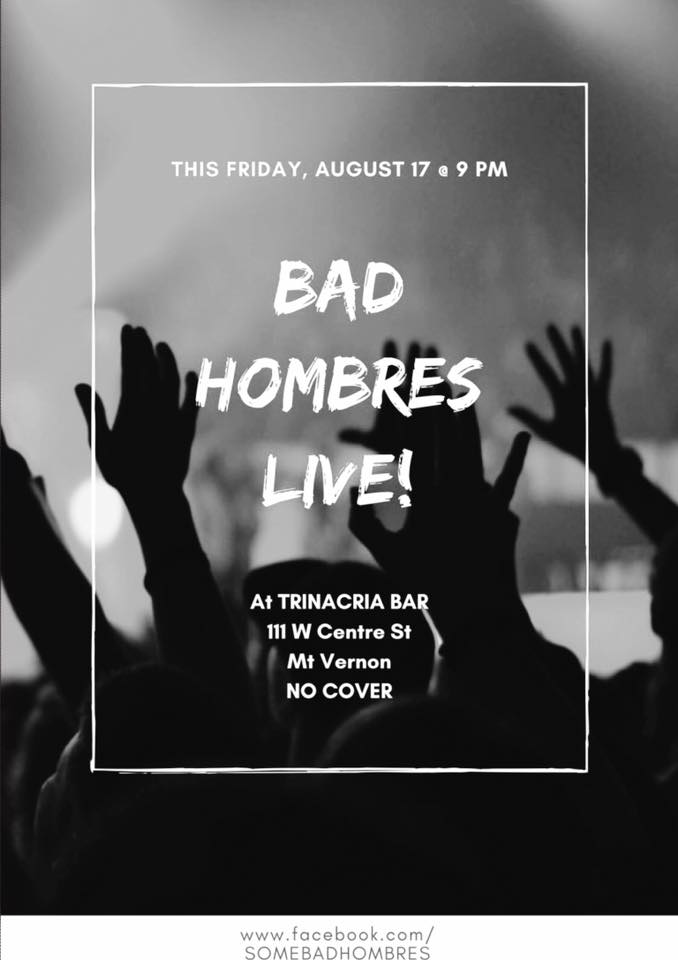 THIS FRIDAY, AUGUST 17 @ 9 PM
BAD
HOMBRES
LIVE!
At TRINACRIA BAR
111 W Centre St
Mt Vernon
NO COVER
www.facebook.com/
SOMEBADHOMBRES